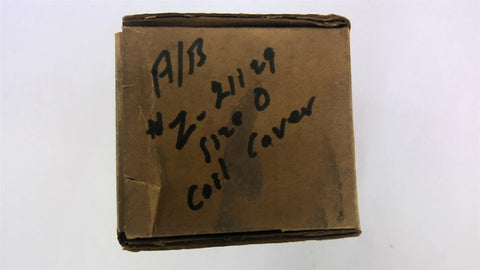 A/B
#Z-21129
Size 0
Coil Cover